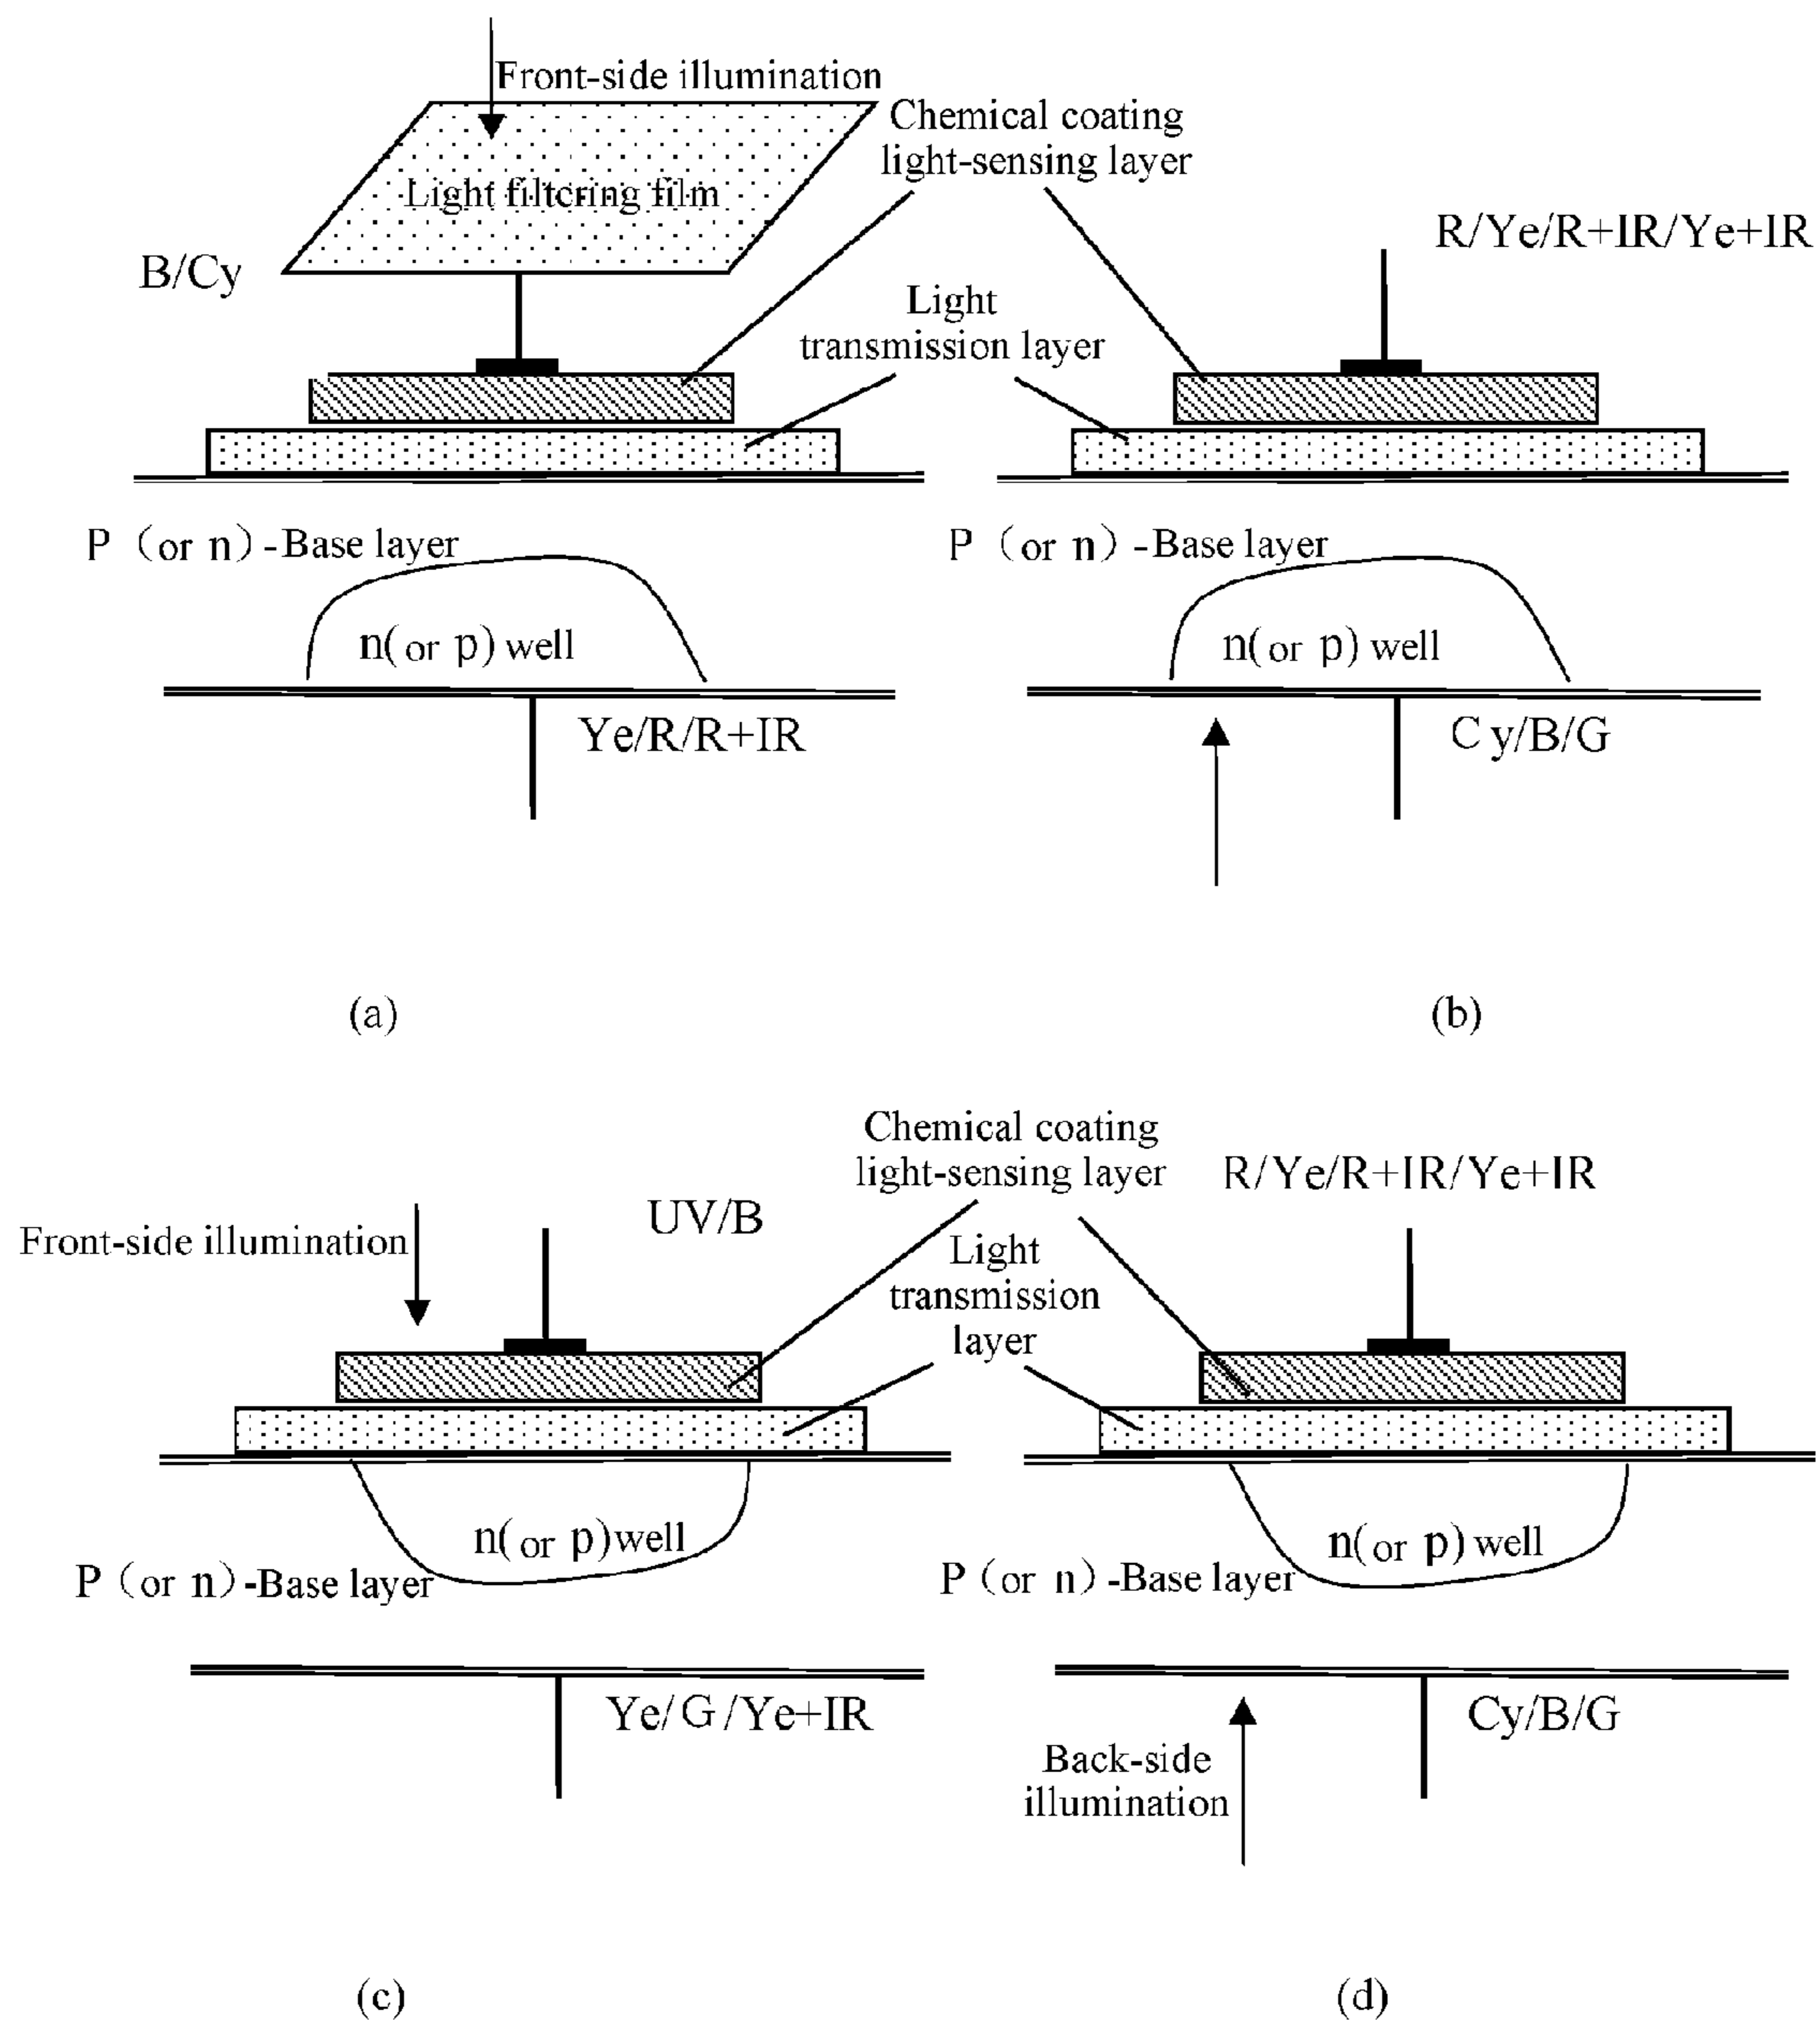 Front-side illumination
Chemical coating
light-sensing layer
Light filtering film
R/Ye/R+IR/Ye+IR
B/Cy
Light
transmission layer
P (or n) -Base layer
P (or n) -Base layer
n(or p) well
n(or p) well
Ye/R/R+IR
Cy/B/G
(a)
(b)
Chemical coating
light-sensing layer
R/Ye/R+IR/Ye+IR
UV/B
Front-side illumination
Light
transmission
layer
n(or p)well
n(or p) well
P (or n) -Base layer
P (or n) -Base layer
Ye/G/Ye+IR
Cy/B/G
Back-side
illumination
(c)
(d)